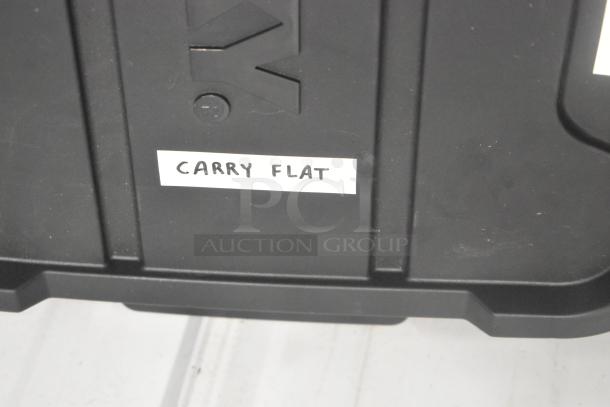 Y.
CARRY FLAT
PCI
AUCTION GROUP